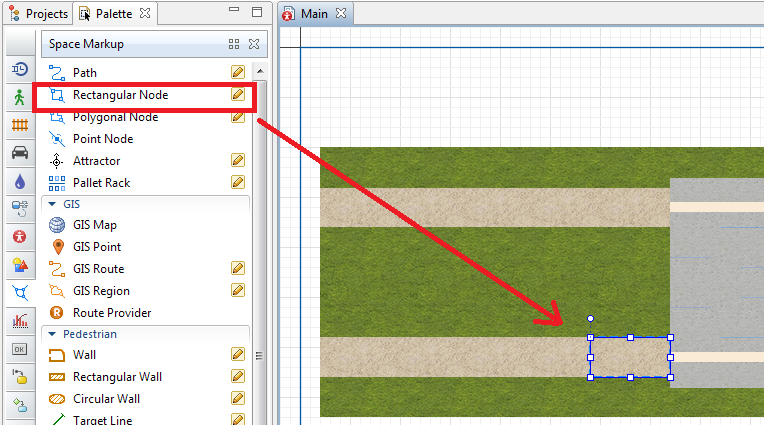 Projects Palette Main
Space Markup
Path
Rectangular Node
Polygonal Node
Point Node
Attractor
Pallet Rack
GIS
GIS Map
GIS Point
GIS Route
GIS Region
Route Provider
Pedestrian
Wall
Rectangular Wall
OK
Circular Wall
Target Line